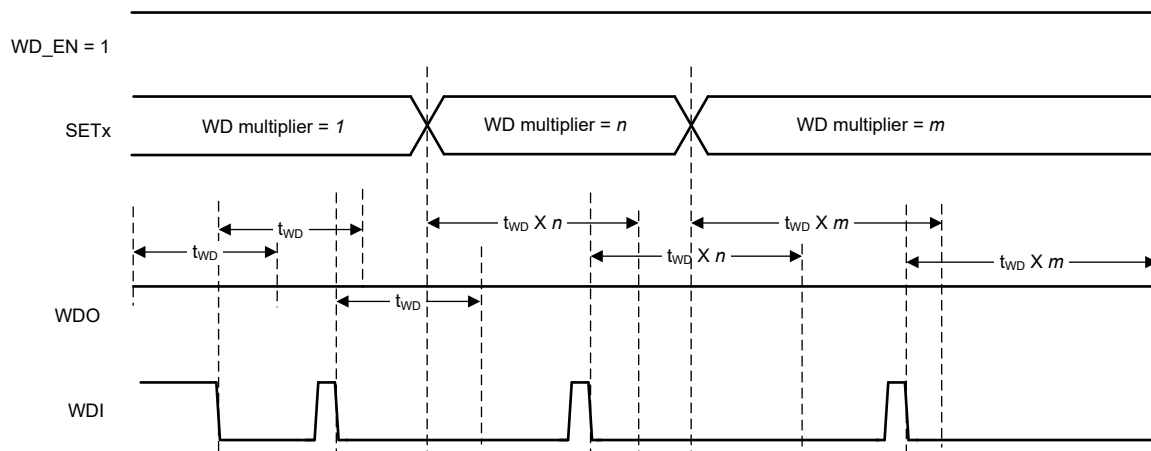 WD_EN = 1
SETx
WD multiplier = 1
WD multiplier = n
WD multiplier = m
tWD
tWD X n
tWD X m
tWD
tWD X n
tWD X m
tWD
WDO
WDI